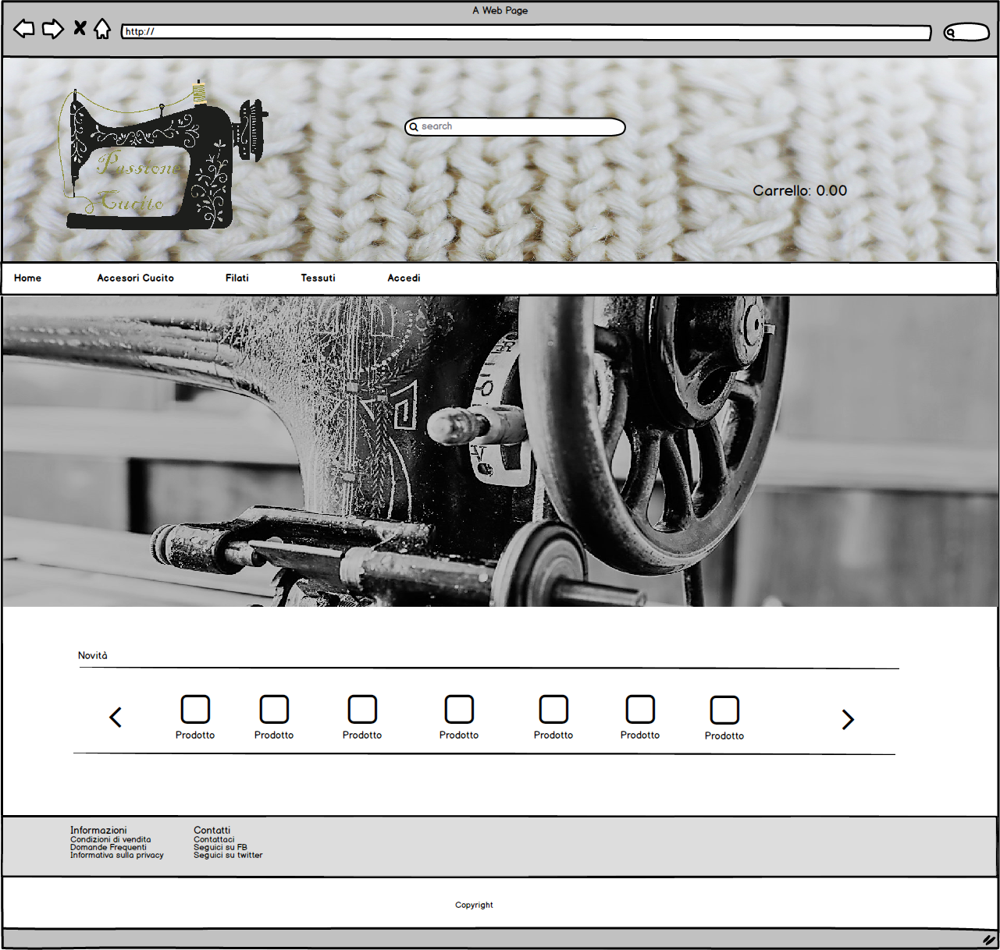 A Web Page
http://
search
Passione
Cucito
Carrello: 0.00
Home Accesori Cucito Filati Tessuti Accedi
Novità
Prodotto Prodotto Prodotto Prodotto Prodotto Prodotto Prodotto
Informazioni
Condizioni di vendita
Domande Frequenti
Informativa sulla privacy
Contatti
Contattaci
Seguici su FB
Seguici su twitter
Copyright